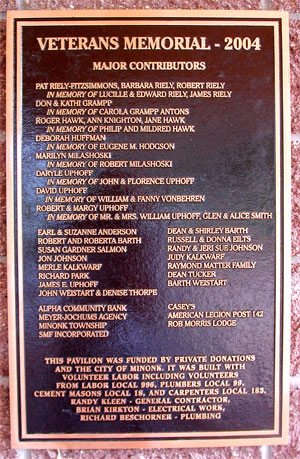 VETERANS MEMORIAL - 2004
MAJOR CONTRIBUTORS
PAT RIELY-FITZSIMMONS, BARBARA RIELY, ROBERT RIELY
IN MEMORY OF LUCILLE & EDWARD RIELY, JAMES RIELY
DON & KATHI GRAMPP
IN MEMORY OF CAROLA GRAMPP ANTONS
ROGER HAWK, ANN KNIGHTON, JANE HAWK
IN MEMORY OF PHILIP AND MILDRED HAWK
DEBORAH HUFFMAN
IN MEMORY OF EUGENE M. HODGSON
MARILYN MILASHOSKI
IN MEMORY OF ROBERT MILASHOSKI
DARYLE UPHOFF
IN MEMORY OF JOHN & FLORENCE UPHOFF
DAVID UPHOFF
IN MEMORY OF WILLIAM & FANNY VONBEHREN
ROBERT & MARGY UPHOFF
IN MEMORY OF MR. & MRS. WILLIAM UPHOFF, GLEN & ALICE SMITH
EARL & SUZANNE ANDERSON
ROBERT AND ROBERTA BARTH
SUSAN GARDNER SALMON
JON JOHNSON
MERLE KALKWARF
RICHARD PARK
JAMES E. UPHOFF
JOHN WEISTART & DENISE THORPE
DEAN & SHIRLEY BARTH
RUSSELL & DONNA EILTS
RANDY & JERI SUE JOHNSON
JUDY KALKWARF
RAYMOND MATTER FAMILY
DEAN TUCKER
BARTH WEISTART
ALPHA COMMUNITY BANK
MEYER-JOCHUMS AGENCY
MINONK TOWNSHIP
SMF INCORPORATED
CASEY'S
AMERICAN LEGION POST 142
ROB MORRIS LODGE
THIS PAVILION WAS FUNDED BY PRIVATE DONATIONS
AND THE CITY OF MINONK. IT WAS BUILT WITH
VOLUNTEER LABOR INCLUDING VOLUNTEERS
FROM LABOR LOCAL 996, PLUMBERS LOCAL 99,
CEMENT MASONS LOCAL 18, AND CARPENTERS LOCAL 183.
RANDY KLEEN - GENERAL CONTRACTOR,
BRIAN KIRKTON - ELECTRICAL WORK,
RICHARD BESCHORNER - PLUMBING